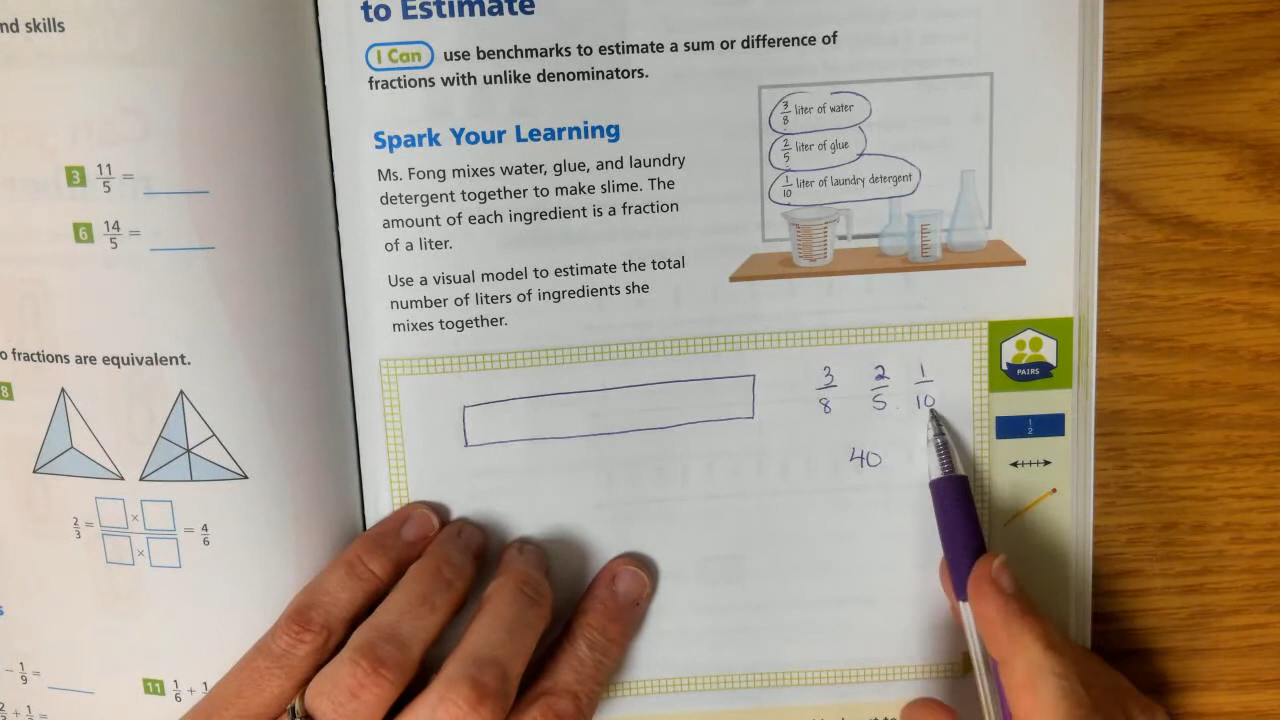 nd skills
3 11/5 = ____
6 14/5 = ____
o fractions are equivalent.
8
2/3 = □ × □ / □ × □ = 4/6
- 1/9 = ____
11 1/6 +
to Estimate
I Can use benchmarks to estimate a sum or difference of
fractions with unlike denominators.
Spark Your Learning
Ms. Fong mixes water, glue, and laundry
detergent together to make slime. The
amount of each ingredient is a fraction
of a liter.
Use a visual model to estimate the total
number of liters of ingredients she
mixes together.
3/8 liter of water
2/5 liter of glue
1/10 liter of laundry detergent
3/8 2/5 1/10
40
PAIRS
1/2